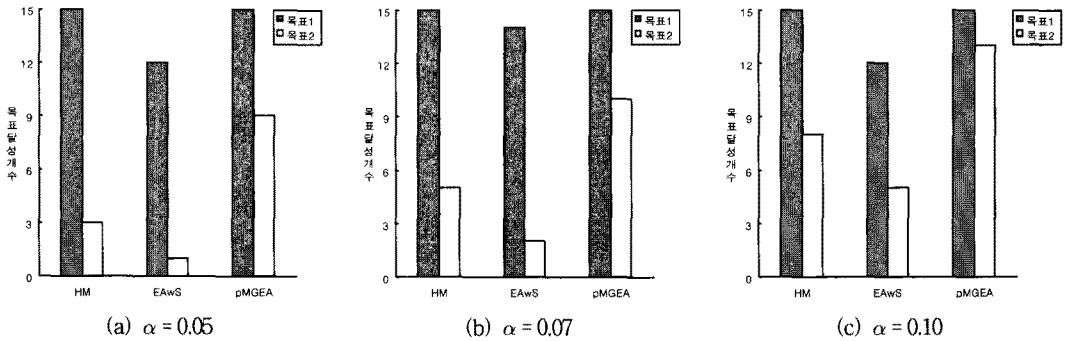 15
12
9
6
3
0
목표달성개수
목표1
목표2
HM
EAwS
pMGEA
(a) α = 0.05
15
12
9
6
3
0
목표달성개수
목표1
목표2
HM
EAwS
pMGEA
(b) α = 0.07
15
12
9
6
3
0
목표달성개수
목표1
목표2
HM
EAwS
pMGEA
(c) α = 0.10